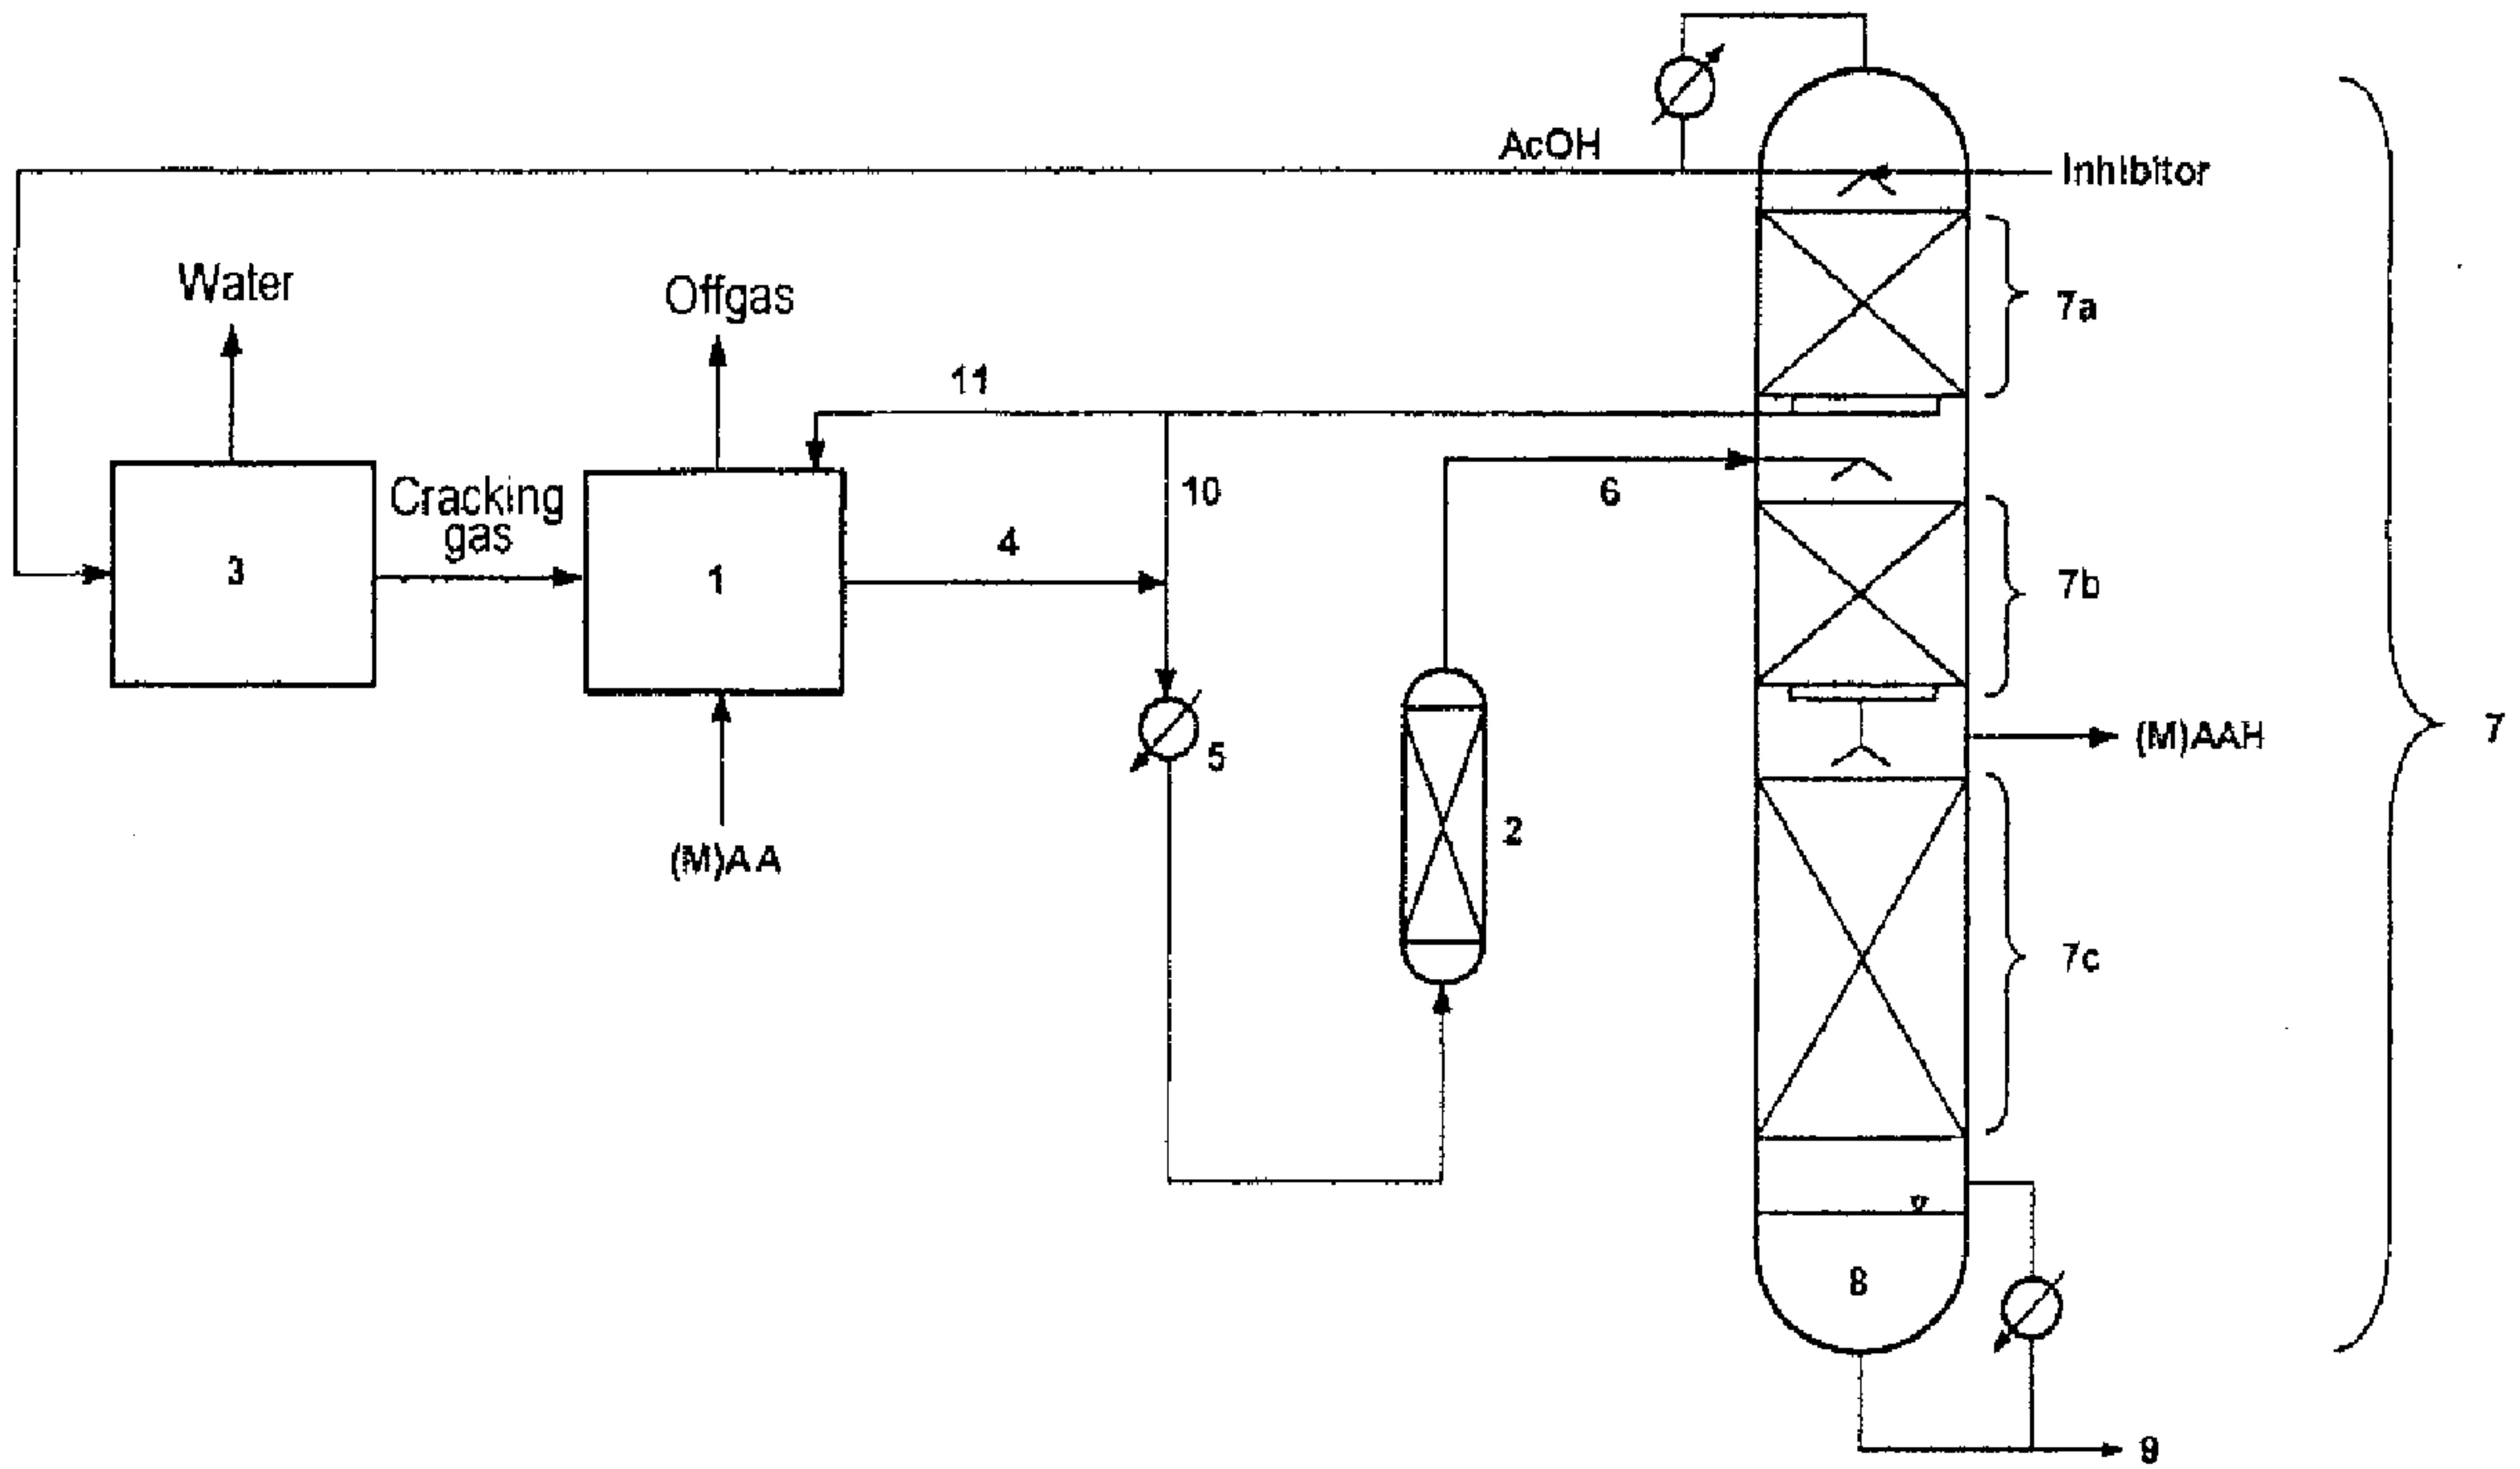 AcOH
Inhibitor
Water
Offgas
7a
11
Cracking
gas
10
6
4
3
1
7b
5
(M)AAH
7
2
(M)AA
7c
8
9